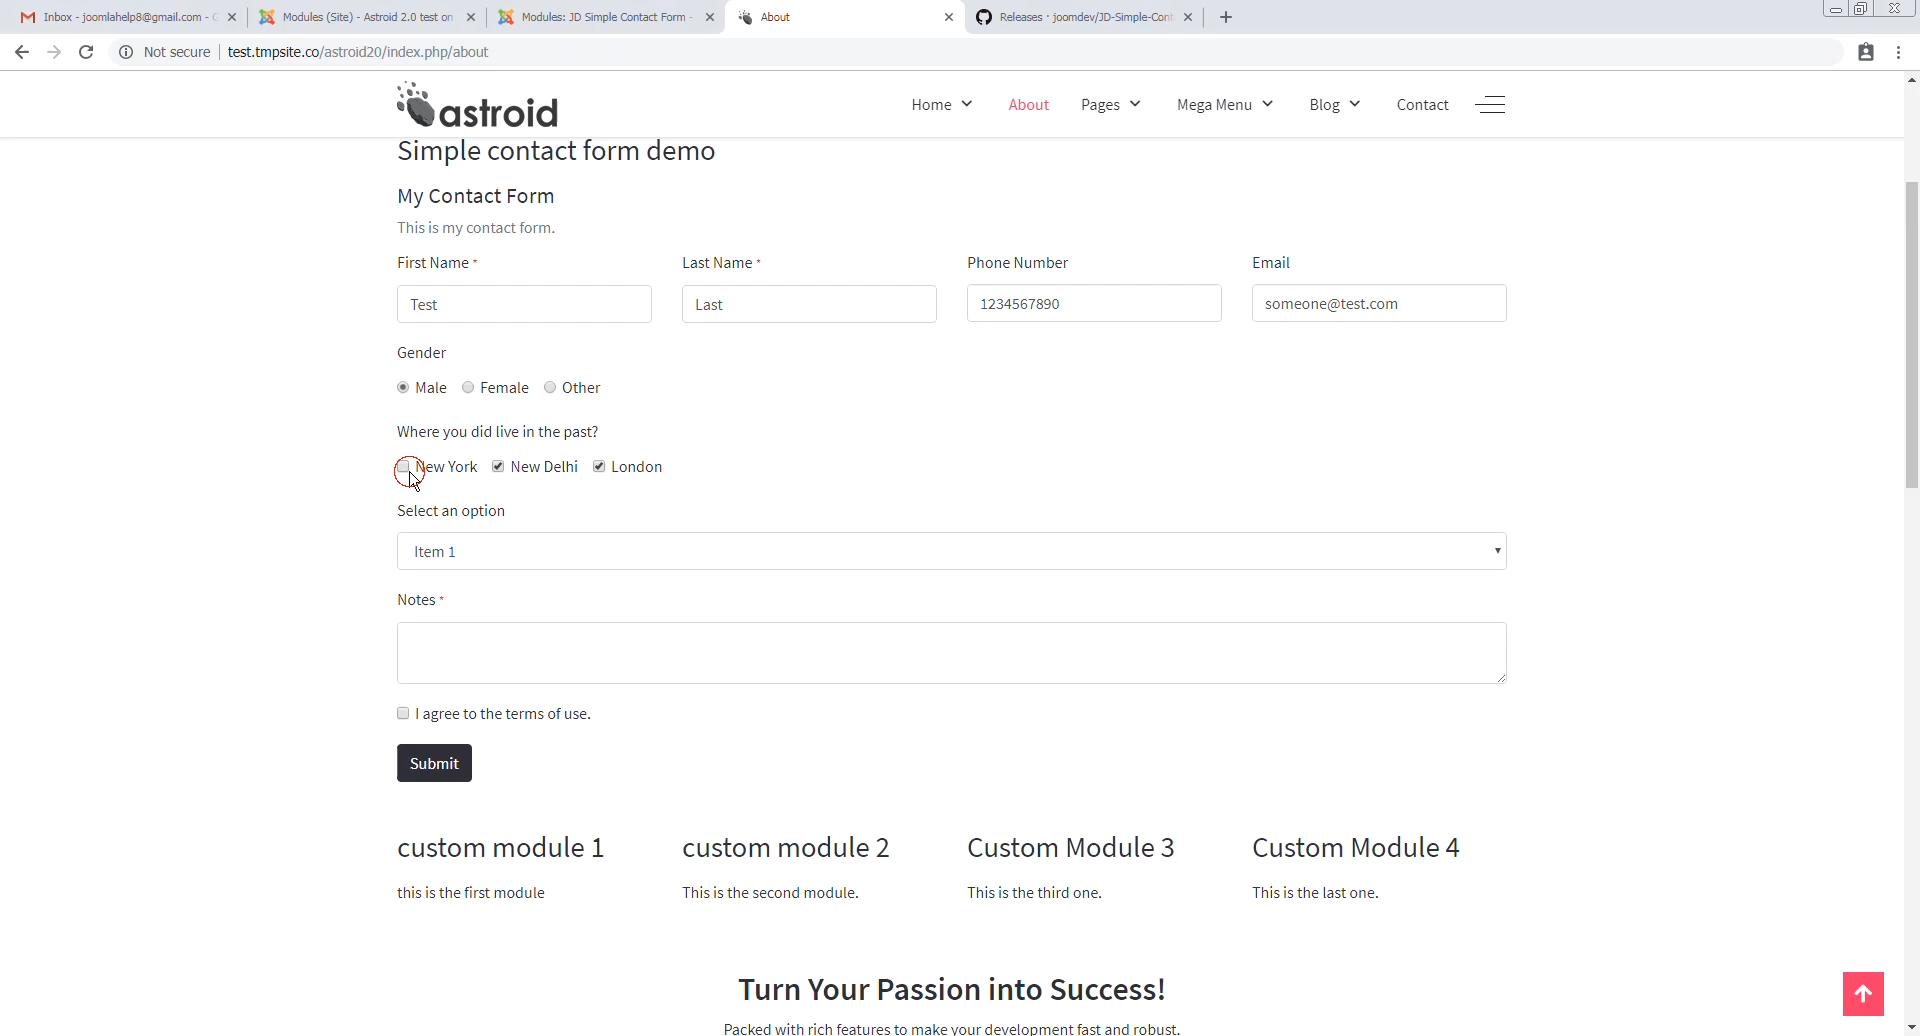 Inbox - joomlahelp8@gmail.com -
Modules (Site) - Astroid 2.0 test on
Modules: JD Simple Contact Form -
About
Releases · joomdev/JD-Simple-Cont
Not secure | test.tmpsite.co/astroid20/index.php/about
astroid
Home About Pages Mega Menu Blog Contact
Simple contact form demo
My Contact Form
This is my contact form.
First Name * Last Name * Phone Number Email
Test Last 1234567890 someone@test.com
Gender
Male Female Other
Where you did live in the past?
New York New Delhi London
Select an option
Item 1
Notes *
I agree to the terms of use.
Submit
custom module 1 custom module 2 Custom Module 3 Custom Module 4
this is the first module This is the second module. This is the third one. This is the last one.
Turn Your Passion into Success!
Packed with rich features to make your development fast and robust.